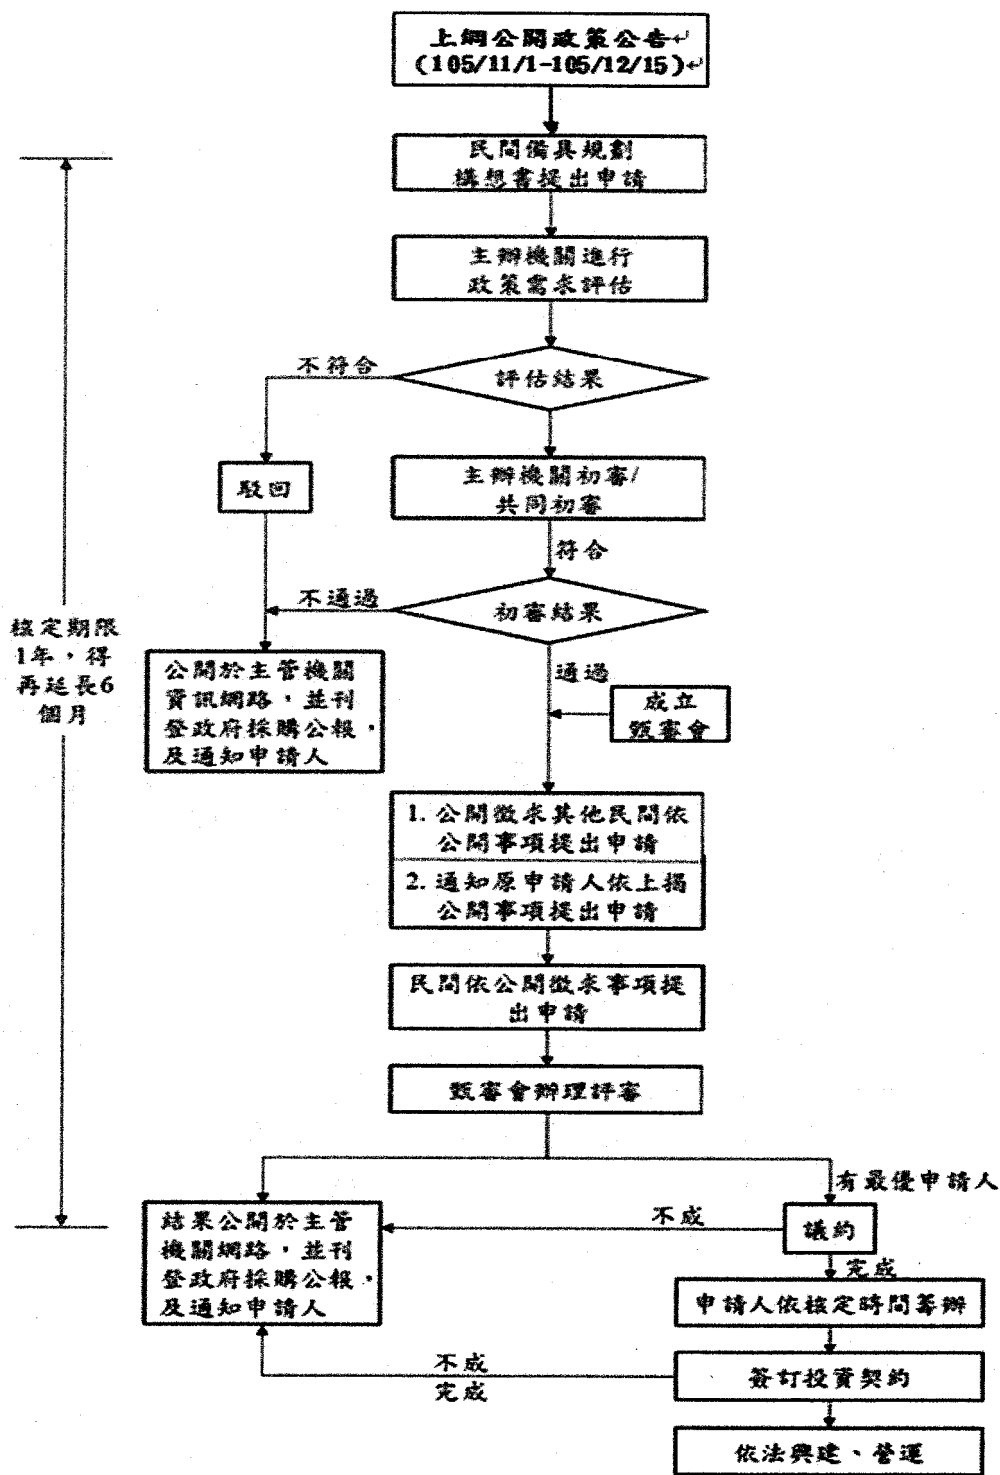 上網公開政策公告↵
(105/11/1-105/12/15)↵
民間備具規劃
構想書提出申請
主辦機關進行
政策需求評估
不符合
評估結果
駁回
主辦機關初審/
共同初審
符合
不通過
初審結果
核定期限
1年，得
再延長6
個月
公開於主管機關
資訊網路，並刊
登政府採購公報，
及通知申請人
通過
成立
甄審會
1. 公開徵求其他民間依
公開事項提出申請
2. 通知原申請人依上揭
公開事項提出申請
民間依公開徵求事項提
出申請
甄審會辦理評審
有最優申請人
結果公開於主管
機關網路，並刊
登政府採購公報，
及通知申請人
不成
議約
完成
申請人依核定時間籌辦
不成
完成
簽訂投資契約
依法興建、營運